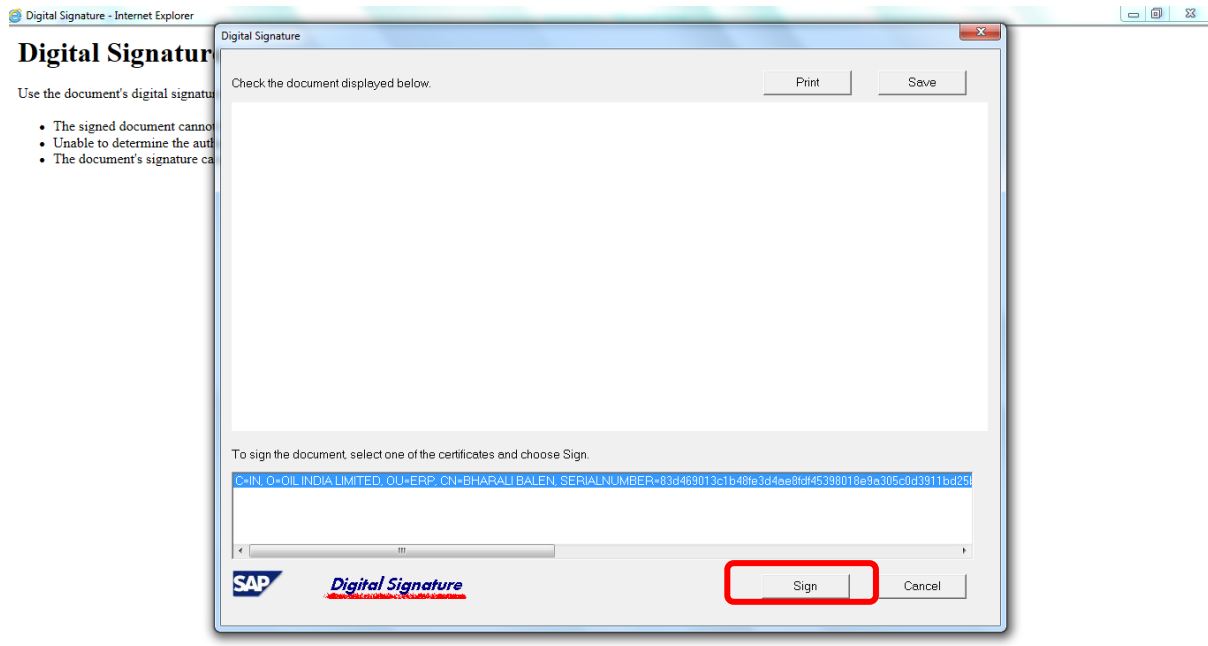 Digital Signature - Internet Explorer
Digital Signature
Digital Signatur
Check the document displayed below.
Print
Save
Use the document's digital signatu
The signed document canno
Unable to determine the aut
The document's signature ca
To sign the document, select one of the certificates and choose Sign.
C=IN, O=OIL INDIA LIMITED, OU=ERP, CN=BHARALI BALEN, SERIALNUMBER=83d469013c1b48fe3d4ae8fdf45398018e9a305c0d3911bd25
SAP
Digital Signature
Sign
Cancel